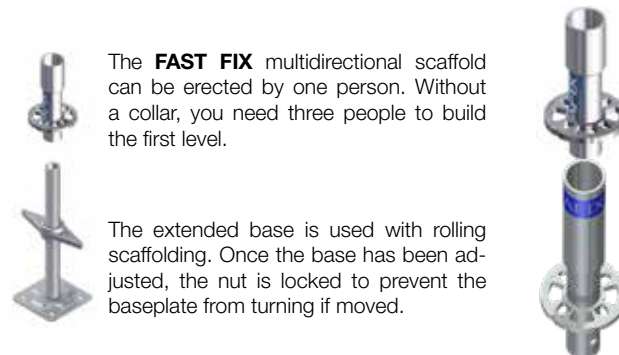 The FAST FIX multidirectional scaffold
can be erected by one person. Without
a collar, you need three people to build
the first level.
The extended base is used with rolling
scaffolding. Once the base has been ad-
justed, the nut is locked to prevent the
baseplate from turning if moved.